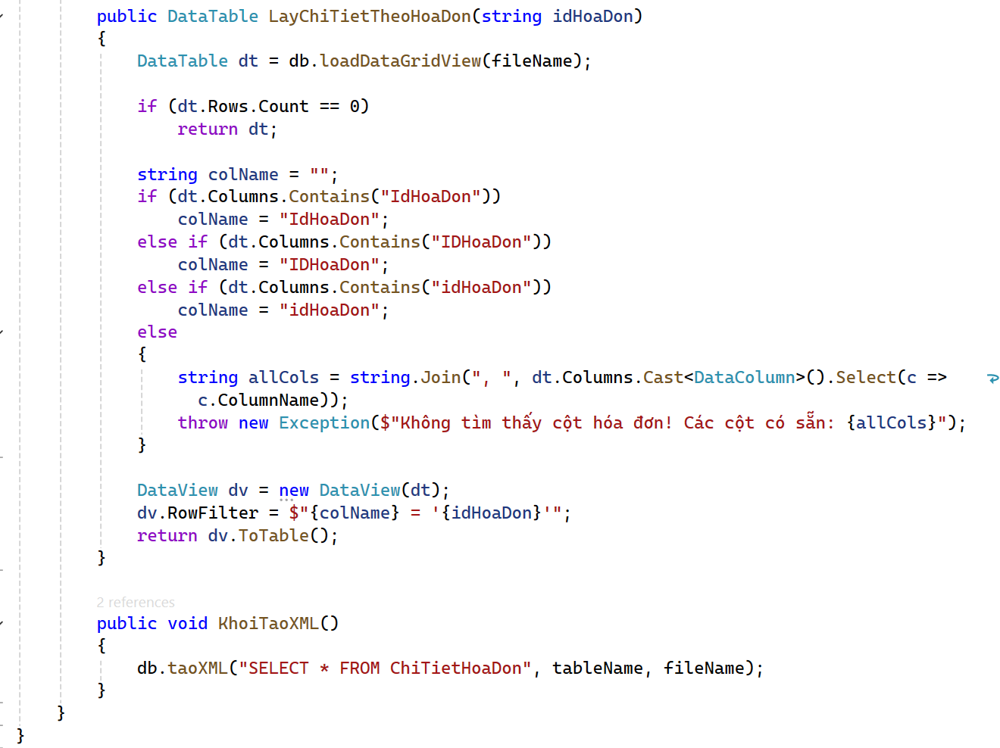 public DataTable LayChiTietTheoHoaDon(string idHoaDon)
{
DataTable dt = db.loadDataGridView(fileName);
if (dt.Rows.Count == 0)
return dt;
string colName = "";
if (dt.Columns.Contains("IdHoaDon"))
colName = "IdHoaDon";
else if (dt.Columns.Contains("IDHoaDon"))
colName = "IDHoaDon";
else if (dt.Columns.Contains("idHoaDon"))
colName = "idHoaDon";
else
{
string allCols = string.Join(", ", dt.Columns.Cast<DataColumn>().Select(c =>
c.ColumnName));
throw new Exception($"Không tìm thấy cột hóa đơn! Các cột có sẵn: {allCols}");
}
DataView dv = new DataView(dt);
dv.RowFilter = $"{colName} = '{idHoaDon}'";
return dv.ToTable();
}
2 references
public void KhoiTaoXML()
{
db.taoXML("SELECT * FROM ChiTietHoaDon", tableName, fileName);
}
}
}